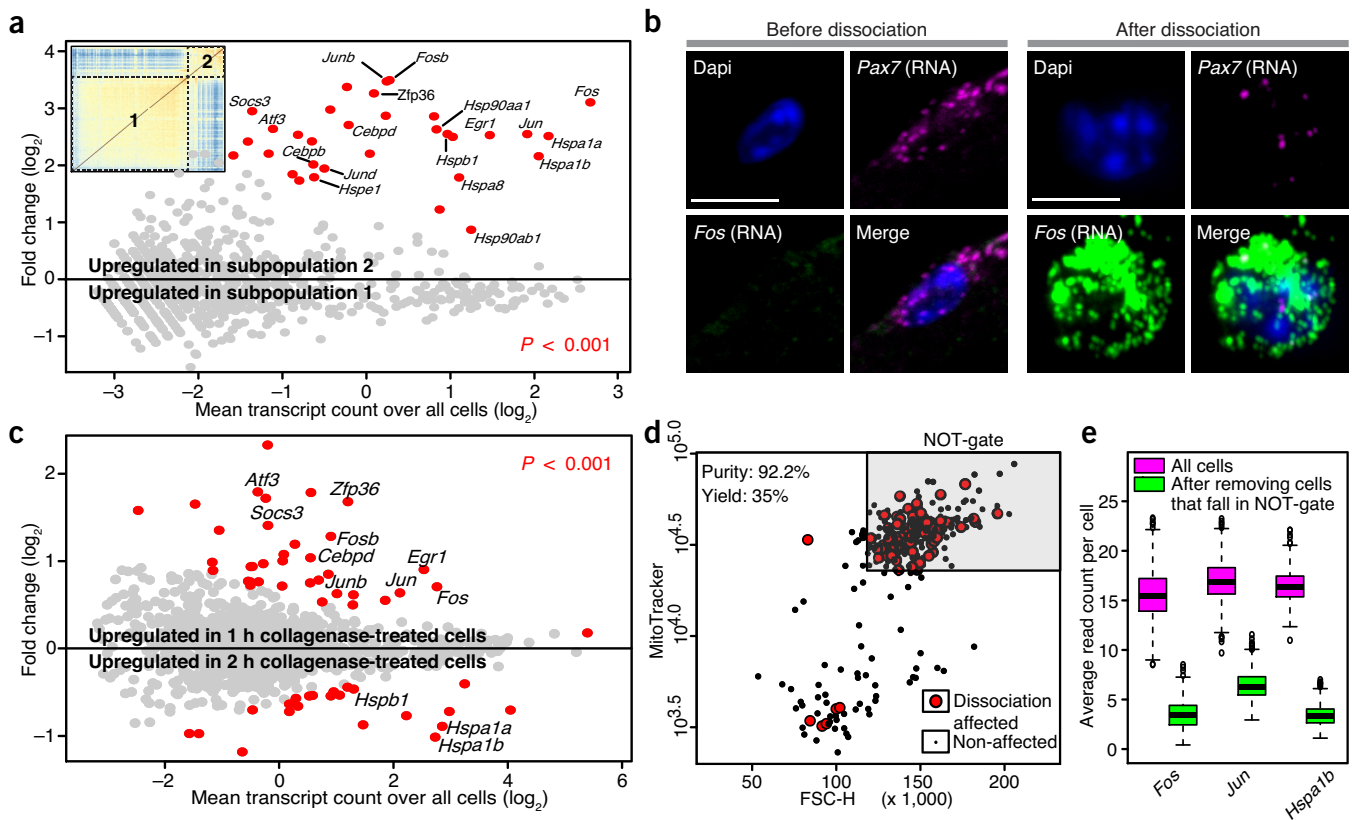 a
4
3
2
1
0
−1
Fold change (log2)
2
1
Junb
Fosb
Socs3
Zfp36
Hsp90aa1
Fos
Atf3
Cebpd
Egr1
Jun
Hspa1a
Cebpb
Hspb1
Hspa1b
Jund
Hspe1
Hspa8
Hsp90ab1
Upregulated in subpopulation 2
Upregulated in subpopulation 1
P < 0.001
−3 −2 −1 0 1 2 3
Mean transcript count over all cells (log2)
b
Before dissociation
After dissociation
Dapi
Pax7 (RNA)
Dapi
Pax7 (RNA)
Fos (RNA)
Merge
Fos (RNA)
Merge
c
2
1
0
−1
Fold change (log2)
P < 0.001
Atf3
Zfp36
Socs3
Fosb
Cebpd
Egr1
Junb
Jun
Fos
Upregulated in 1 h collagenase-treated cells
Upregulated in 2 h collagenase-treated cells
Hspb1
Hspa1a
Hspa1b
−2 0 2 4 6
Mean transcript count over all cells (log2)
d
NOT-gate
Purity: 92.2%
Yield: 35%
10^5.0
10^4.5
10^4.0
10^3.5
MitoTracker
Dissociation
affected
Non-affected
50 100 150 200
FSC-H (x 1,000)
e
All cells
After removing cells
that fall in NOT-gate
25
20
15
10
5
0
Average read count per cell
Fos
Jun
Hspa1b